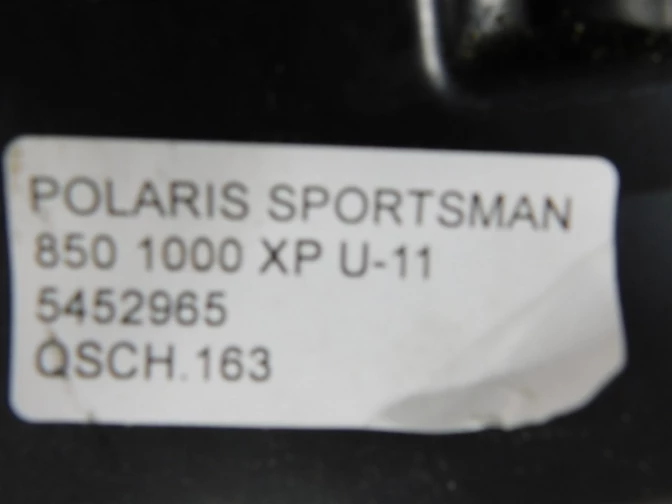 POLARIS SPORTSMAN
850 1000 XP U-11
5452965
QSCH.163